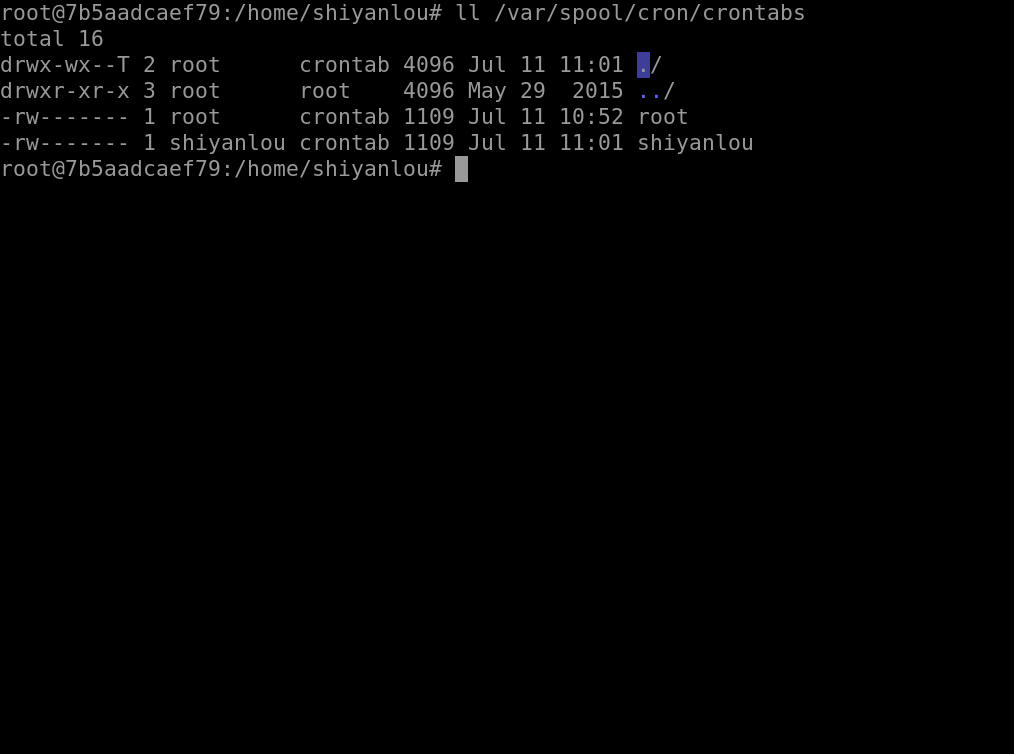 root@7b5aadcaef79:/home/shiyanlou# ll /var/spool/cron/crontabs
total 16
drwx-wx--T 2 root      crontab 4096 Jul 11 11:01 ./
drwxr-xr-x 3 root      root    4096 May 29  2015 ../
-rw------- 1 root      crontab 1109 Jul 11 10:52 root
-rw------- 1 shiyanlou crontab 1109 Jul 11 11:01 shiyanlou
root@7b5aadcaef79:/home/shiyanlou#